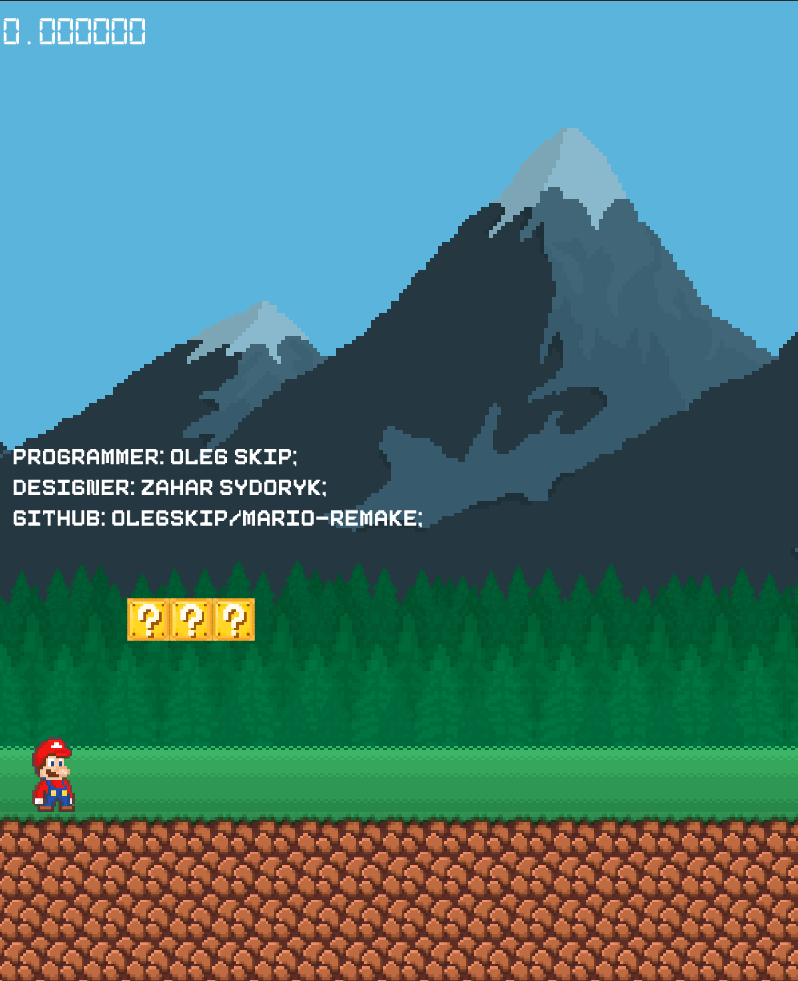 0.000000
PROGRAMMER: OLEG SKIP;
DESIGNER: ZAHAR SYDORYK;
GITHUB: OLEGSKIP/MARIO-REMAKE;
? ? ?